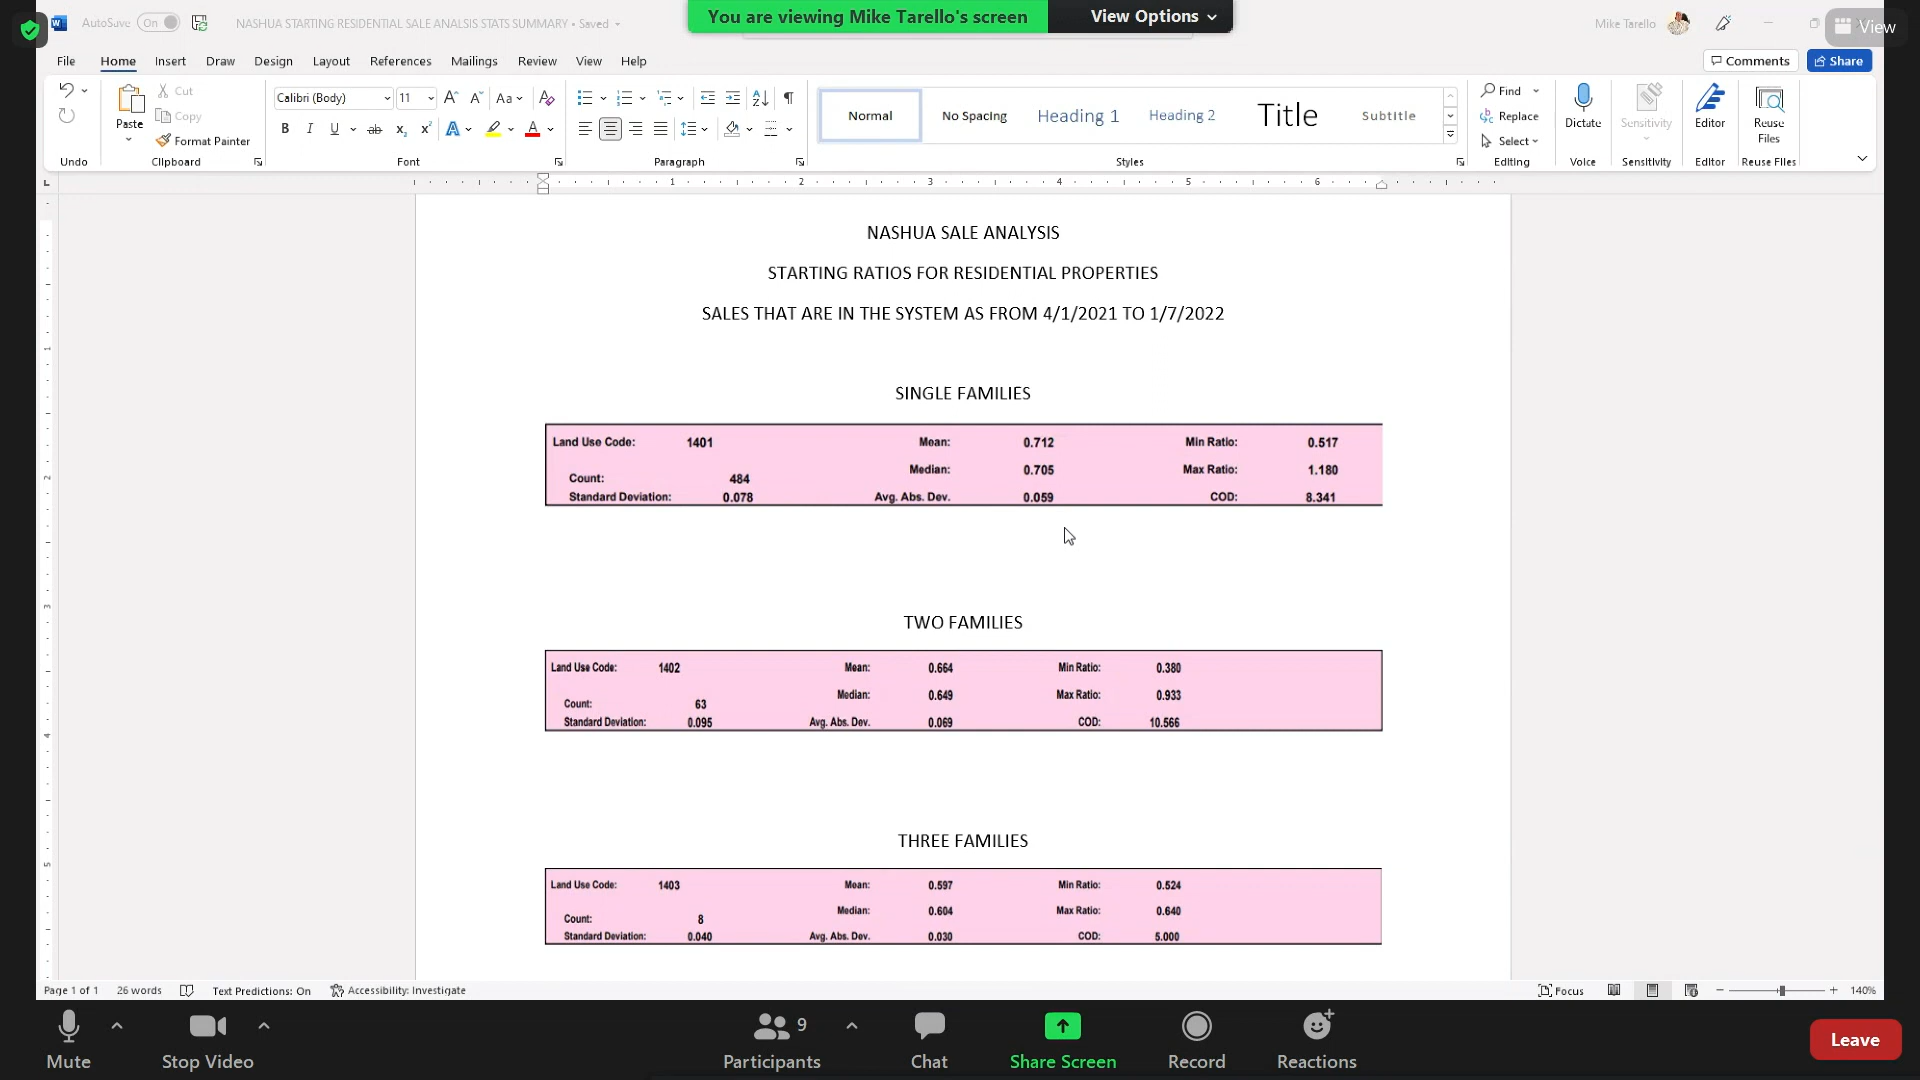 You are viewing Mike Tarello's screen View Options
AutoSave On NASHUA STARTING RESIDENTIAL SALE ANALSIS STATS SUMMARY • Saved Mike Tarello View
File Home Insert Draw Design Layout References Mailings Review View Help Comments Share
Paste Cut Copy Format Painter
Calibri (Body) 11
Normal No Spacing Heading 1 Heading 2 Title Subtitle
Find Replace Select
Dictate Sensitivity Editor Reuse Files
Undo Clipboard Font Paragraph Styles Editing Voice Sensitivity Editor Reuse Files
1 2 3 4 5 6
NASHUA SALE ANALYSIS
STARTING RATIOS FOR RESIDENTIAL PROPERTIES
SALES THAT ARE IN THE SYSTEM AS FROM 4/1/2021 TO 1/7/2022
SINGLE FAMILIES
Land Use Code: 1401 Mean: 0.712 Min Ratio: 0.517
Median: 0.705 Max Ratio: 1.180
Count: 484
Standard Deviation: 0.078 Avg. Abs. Dev. 0.059 COD: 8.341
TWO FAMILIES
Land Use Code: 1402 Mean: 0.664 Min Ratio: 0.380
Median: 0.649 Max Ratio: 0.933
Count: 63
Standard Deviation: 0.095 Avg. Abs. Dev. 0.069 COD: 10.566
THREE FAMILIES
Land Use Code: 1403 Mean: 0.597 Min Ratio: 0.524
Median: 0.604 Max Ratio: 0.640
Count: 8
Standard Deviation: 0.040 Avg. Abs. Dev. 0.030 COD: 5.000
Page 1 of 1 26 words Text Predictions: On Accessibility: Investigate Focus 140%
9
Mute Stop Video Participants Chat Share Screen Record Reactions Leave